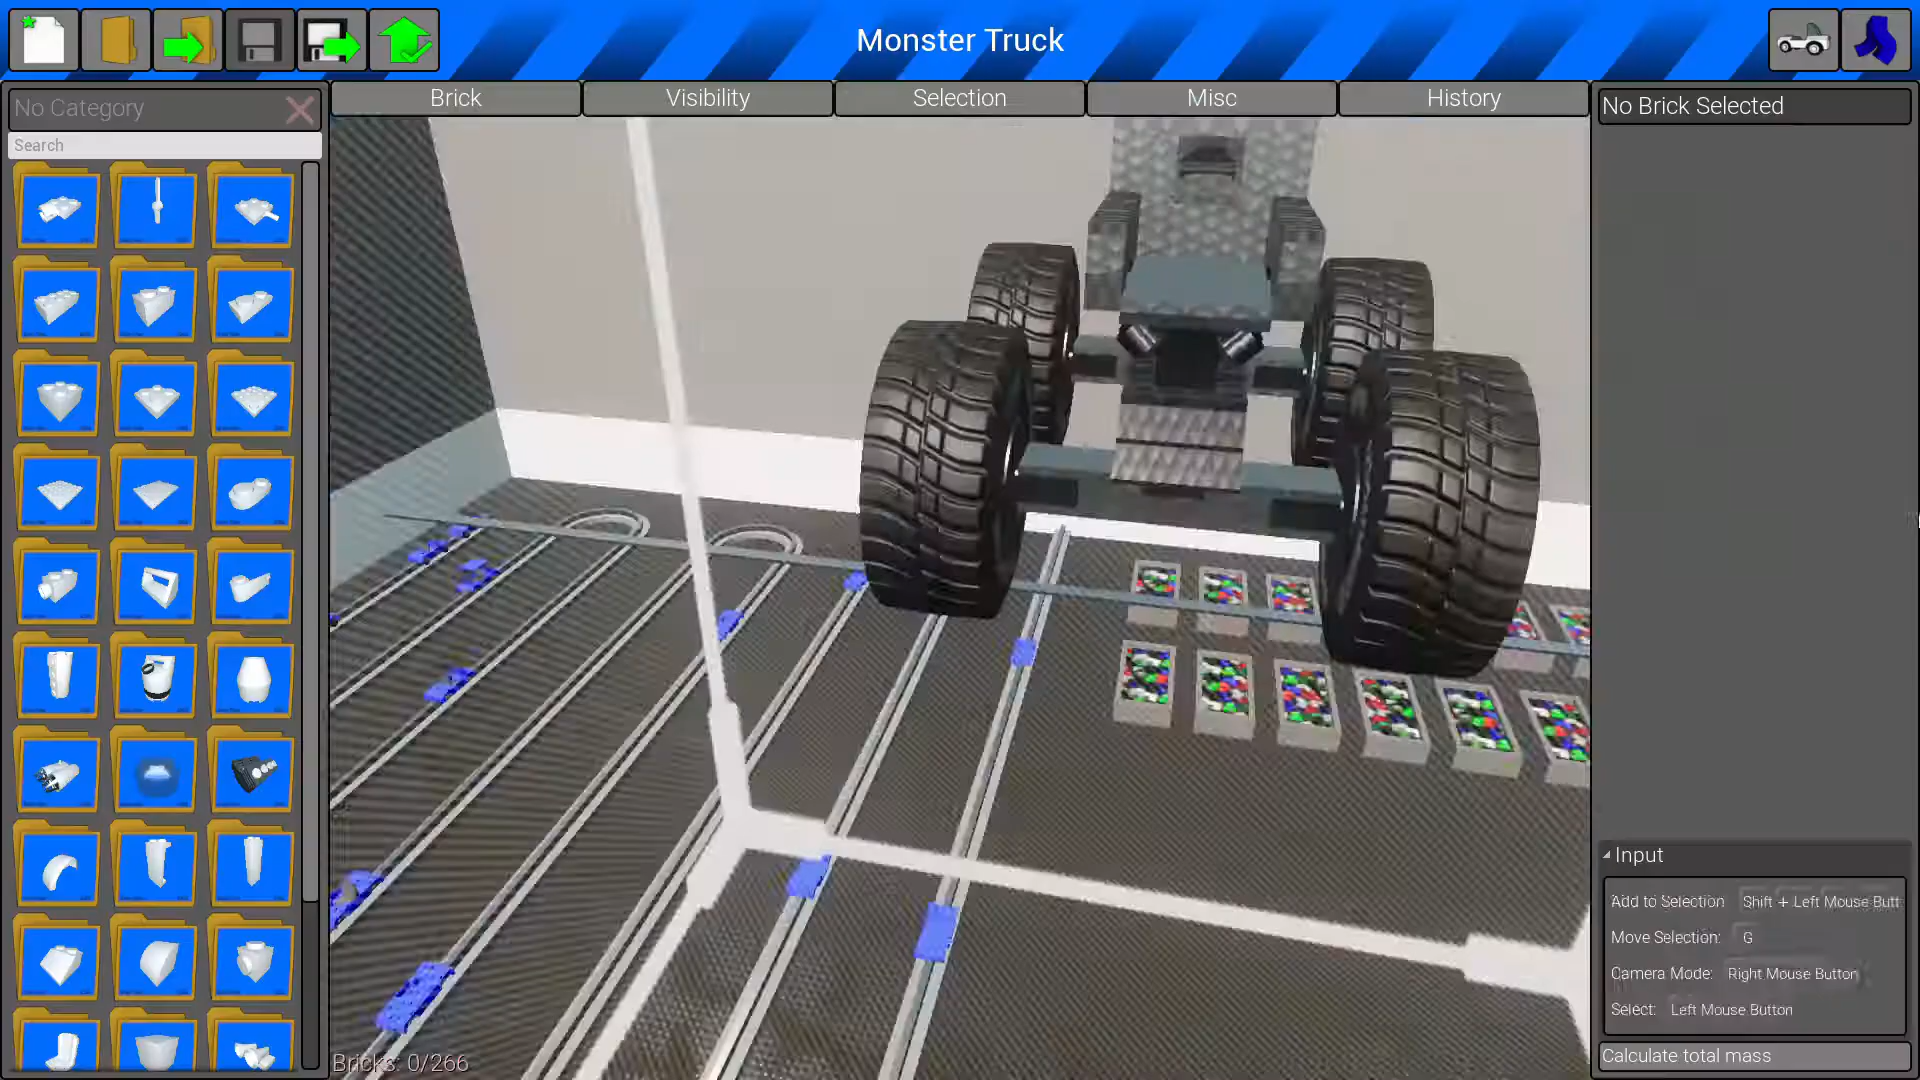 Monster Truck
No Category
Search
Brick
Visibility
Selection
Misc
History
No Brick Selected
Input
Add to Selection Shift + Left Mouse Butt
Move Selection: G
Camera Mode: Right Mouse Button
Select: Left Mouse Button
Calculate total mass
Bricks: 0/266